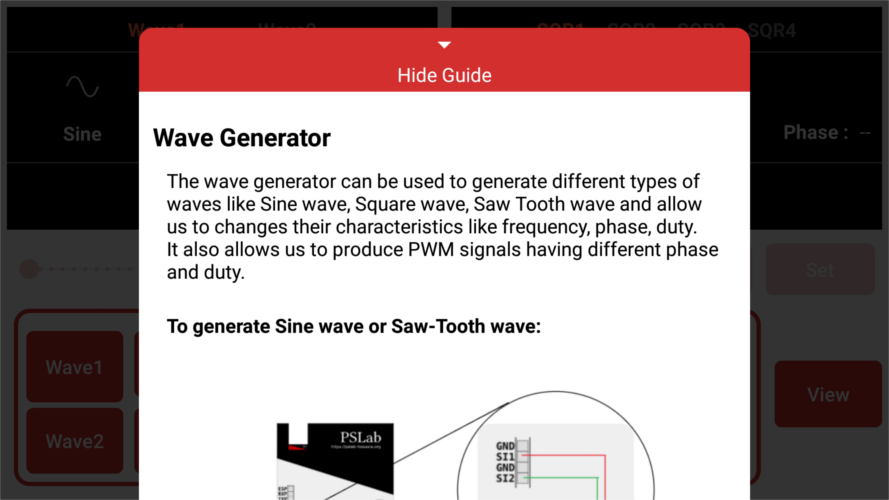 Wave1 Wave2 SQR1 SQR2 SQR3 SQR4
Hide Guide
Sine
Phase : --
Wave Generator
The wave generator can be used to generate different types of
waves like Sine wave, Square wave, Saw Tooth wave and allow
us to changes their characteristics like frequency, phase, duty.
It also allows us to produce PWM signals having different phase
and duty.
Set
To generate Sine wave or Saw-Tooth wave:
Wave1
View
Wave2
PSLab
GND
SI1
GND
SI2